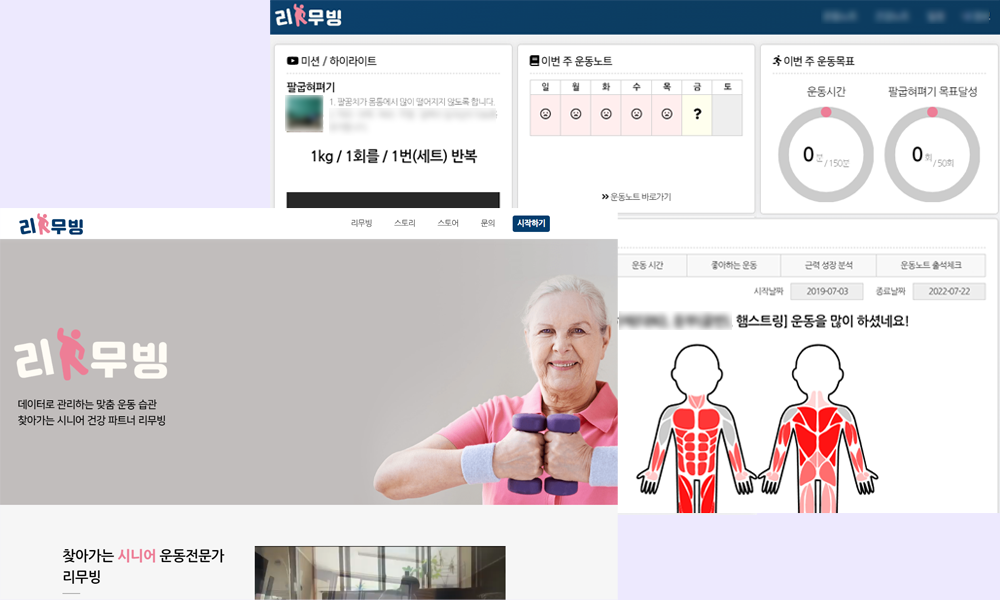 리무빙
미션 / 하이라이트
팔굽혀펴기
1. 팔꿈치가 몸통에서 많이 떨어지지 않도록 합니다.
1kg / 1회를 / 1번(세트) 반복
이번 주 운동노트
일 월 화 수 목 금 토
?
>> 운동노트 바로가기
이번 주 운동목표
운동시간 팔굽혀펴기 목표달성
0 분 / 150분
0 회 / 50회
운동 시간 좋아하는 운동 근력 성장 분석 운동노트 출석체크
시작날짜 2019-07-03 종료날짜 2022-07-22
햄스트링] 운동을 많이 하셨네요!
리무빙
리무빙 스토리 스토어 문의 시작하기
리무빙
데이터로 관리하는 맞춤 운동 습관
찾아가는 시니어 건강 파트너 리무빙
찾아가는 시니어 운동전문가
리무빙